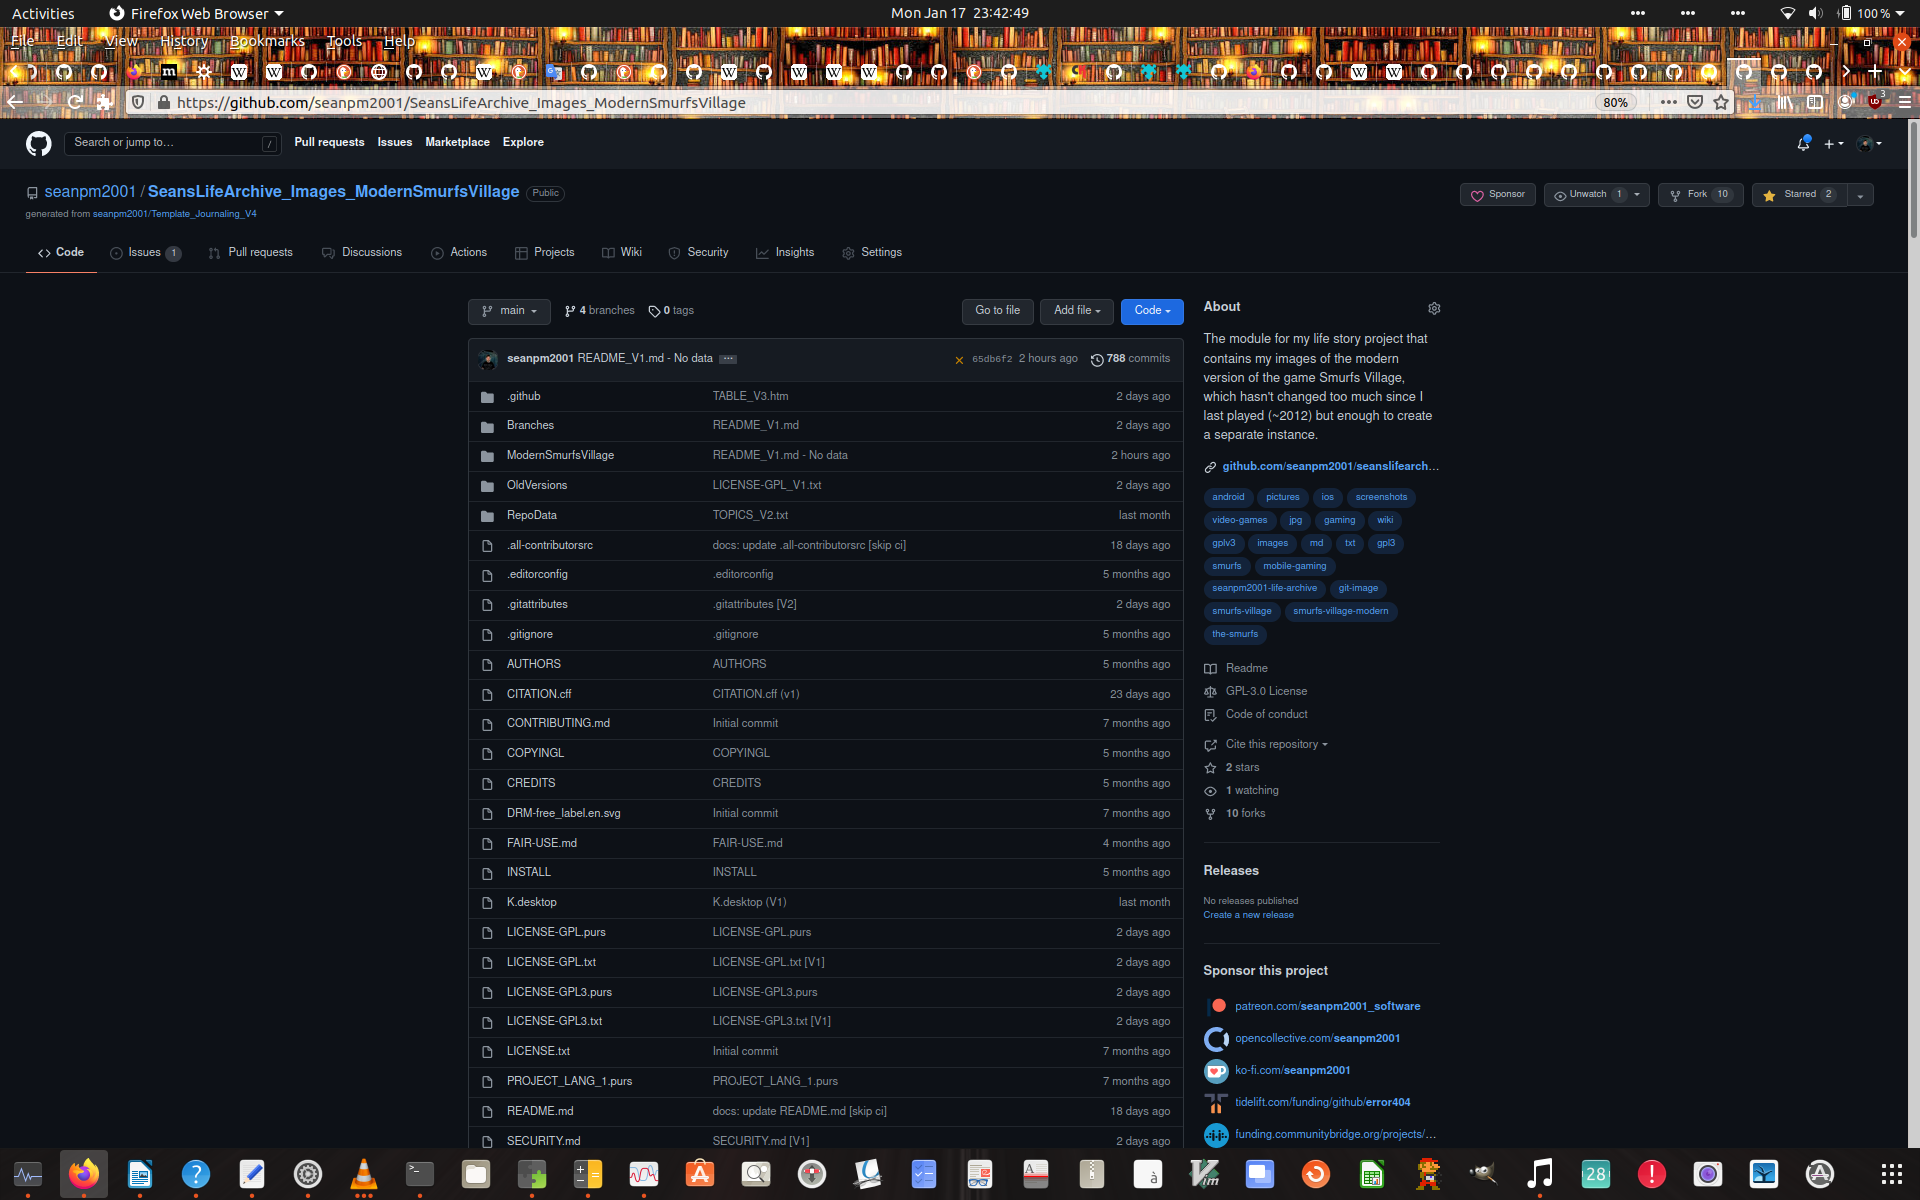 Activities
Firefox Web Browser
Mon Jan 17 23:42:49
100 %
File Edit View History Bookmarks Tools Help
https://github.com/seanpm2001/SeansLifeArchive_Images_ModernSmurfsVillage
80%
3
Search or jump to…
/
Pull requests Issues Marketplace Explore
seanpm2001 / SeansLifeArchive_Images_ModernSmurfsVillage Public
Sponsor
Unwatch 1
Fork 10
Starred 2
generated from seanpm2001/Template_Journaling_V4
Code
Issues 1
Pull requests
Discussions
Actions
Projects
Wiki
Security
Insights
Settings
main
4 branches
0 tags
Go to file
Add file
Code
seanpm2001 README_V1.md - No data
65db6f2 2 hours ago
788 commits
.github TABLE_V3.htm 2 days ago
Branches README_V1.md 2 days ago
ModernSmurfsVillage README_V1.md - No data 2 hours ago
OldVersions LICENSE-GPL_V1.txt 2 days ago
RepoData TOPICS_V2.txt last month
.all-contributorsrc docs: update .all-contributorsrc [skip ci] 18 days ago
.editorconfig .editorconfig 5 months ago
.gitattributes .gitattributes [V2] 2 days ago
.gitignore .gitignore 5 months ago
AUTHORS AUTHORS 5 months ago
CITATION.cff CITATION.cff (v1) 23 days ago
CONTRIBUTING.md Initial commit 7 months ago
COPYINGL COPYINGL 5 months ago
CREDITS CREDITS 5 months ago
DRM-free_label.en.svg Initial commit 7 months ago
FAIR-USE.md FAIR-USE.md 4 months ago
INSTALL INSTALL 5 months ago
K.desktop K.desktop (V1) last month
LICENSE-GPL.purs LICENSE-GPL.purs 2 days ago
LICENSE-GPL.txt LICENSE-GPL.txt [V1] 2 days ago
LICENSE-GPL3.purs LICENSE-GPL3.purs 2 days ago
LICENSE-GPL3.txt LICENSE-GPL3.txt [V1] 2 days ago
LICENSE.txt Initial commit 7 months ago
PROJECT_LANG_1.purs PROJECT_LANG_1.purs 7 months ago
README.md docs: update README.md [skip ci] 18 days ago
SECURITY.md SECURITY.md [V1] 2 days ago
About
The module for my life story project that
contains my images of the modern
version of the game Smurfs Village,
which hasn't changed too much since I
last played (~2012) but enough to create
a separate instance.
github.com/seanpm2001/seanslifearch…
android pictures ios screenshots
video-games jpg gaming wiki
gplv3 images md txt gpl3
smurfs mobile-gaming
seanpm2001-life-archive git-image
smurfs-village smurfs-village-modern
the-smurfs
Readme
GPL-3.0 License
Code of conduct
Cite this repository
2 stars
1 watching
10 forks
Releases
No releases published
Create a new release
Sponsor this project
patreon.com/seanpm2001_software
opencollective.com/seanpm2001
ko-fi.com/seanpm2001
tidelift.com/funding/github/error404
funding.communitybridge.org/projects/…
28